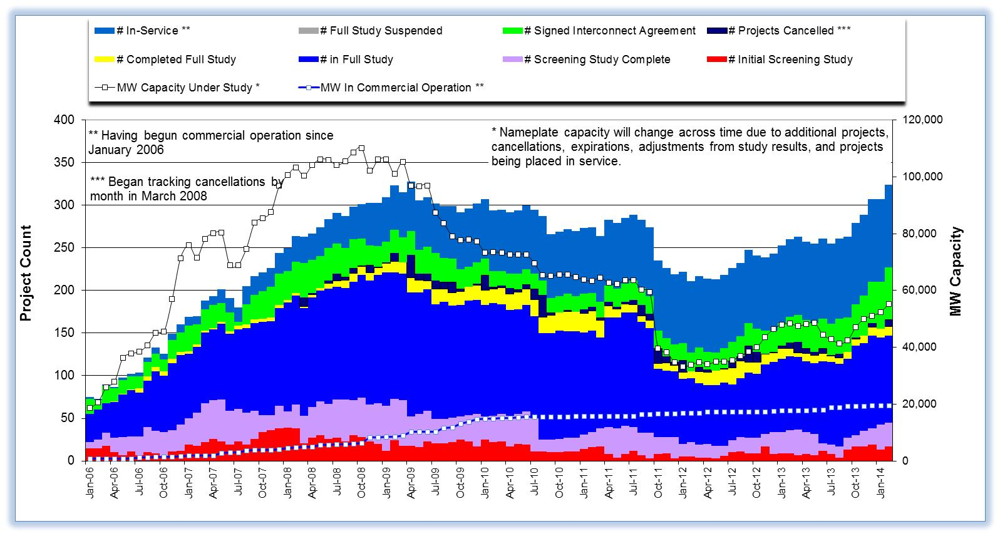 # In-Service **
# Full Study Suspended
# Signed Interconnect Agreement
# Projects Cancelled ***
# Completed Full Study
# in Full Study
# Screening Study Complete
# Initial Screening Study
MW Capacity Under Study *
MW In Commercial Operation **
400
350
300
250
200
150
100
50
0
Project Count
** Having begun commercial operation since
January 2006
*** Began tracking cancellations by
month in March 2008
* Nameplate capacity will change across time due to additional projects,
cancellations, expirations, adjustments from study results, and projects
being placed in service.
120,000
100,000
80,000
60,000
40,000
20,000
0
MW Capacity
Jan-06
Apr-06
Jul-06
Oct-06
Jan-07
Apr-07
Jul-07
Oct-07
Jan-08
Apr-08
Jul-08
Oct-08
Jan-09
Apr-09
Jul-09
Oct-09
Jan-10
Apr-10
Jul-10
Oct-10
Jan-11
Apr-11
Jul-11
Oct-11
Jan-12
Apr-12
Jul-12
Oct-12
Jan-13
Apr-13
Jul-13
Oct-13
Jan-14